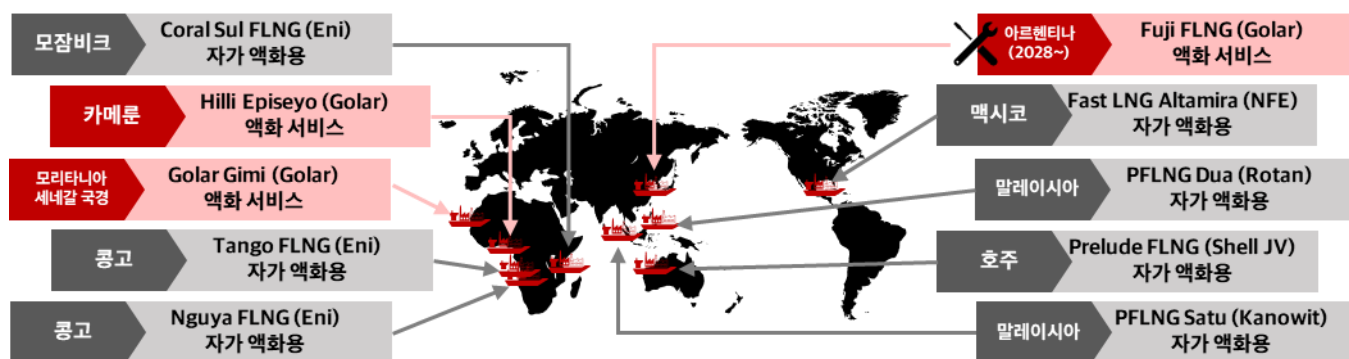 모잠비크
Coral Sul FLNG (Eni)
자가 액화용
카메룬
Hilli Episeyo (Golar)
액화 서비스
모리타니아
세네갈 국경
Golar Gimi (Golar)
액화 서비스
콩고
Tango FLNG (Eni)
자가 액화용
콩고
Nguya FLNG (Eni)
자가 액화용
아르헨티나
(2028~)
Fuji FLNG (Golar)
액화 서비스
맥시코
Fast LNG Altamira (NFE)
자가 액화용
말레이시아
PFLNG Dua (Rotan)
자가 액화용
호주
Prelude FLNG (Shell JV)
자가 액화용
말레이시아
PFLNG Satu (Kanowit)
자가 액화용